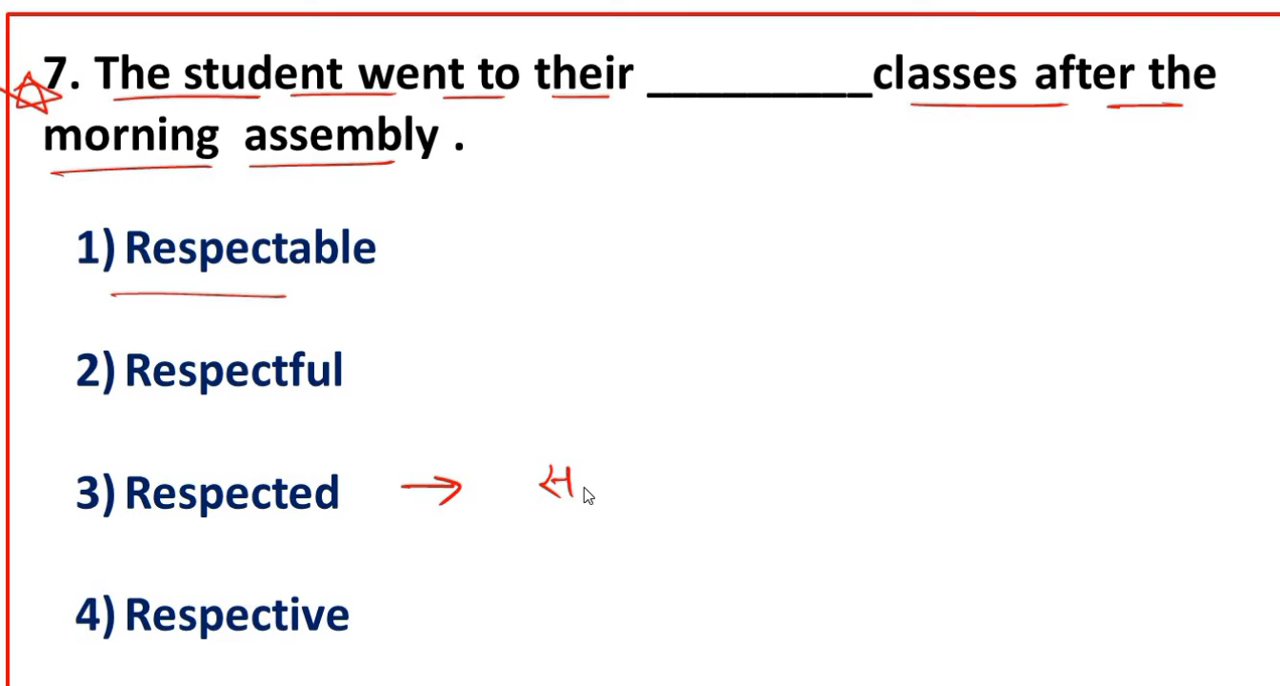 7. The student went to their _________classes after the
morning assembly .
1) Respectable
2) Respectful
3) Respected → स
4) Respective